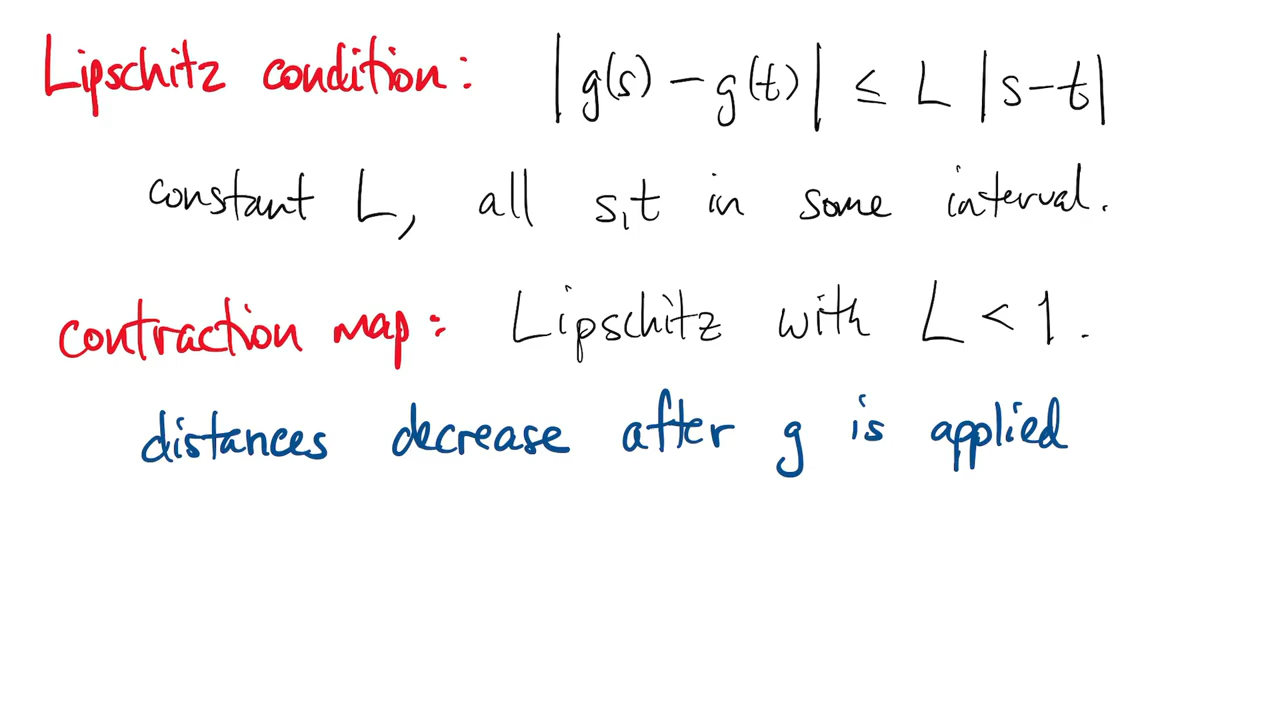 Lipschitz condition: |g(s) - g(t)| ≤ L |s-t|
constant L, all s,t in some interval.
contraction map: Lipschitz with L < 1.
distances decrease after g is applied